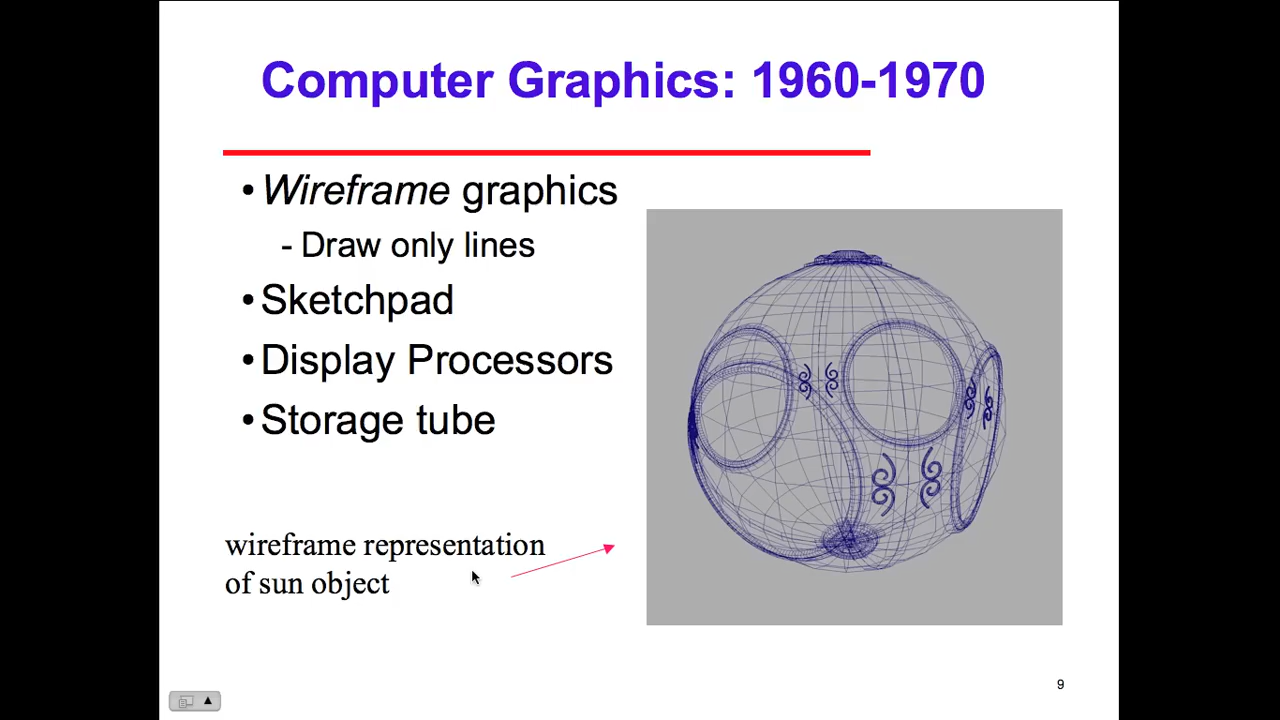 Computer Graphics: 1960-1970
• Wireframe graphics
- Draw only lines
• Sketchpad
• Display Processors
• Storage tube
wireframe representation
of sun object
9